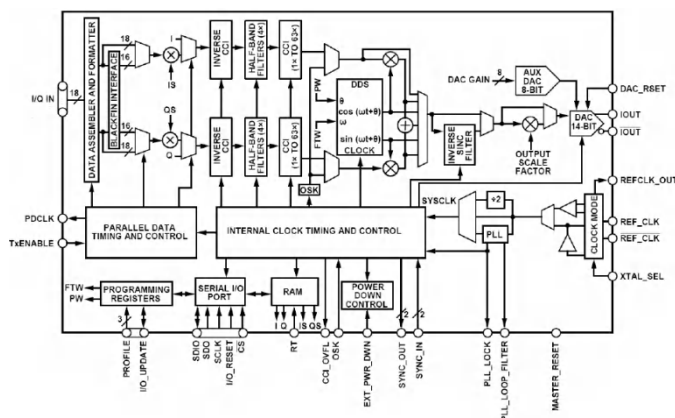 I/Q IN
18
DATA ASSEMBLER AND FORMATTER
BLACKFIN INTERFACE
18
16
16
18
I
IS
QS
Q
INVERSE
CCI
HALF-BAND
FILTERS (4×)
CCI
(1× TO 63×)
INVERSE
CCI
HALF-BAND
FILTERS (4×)
CCI
(1× TO 63×)
OSK
PW
FTW
DDS
θ
cos (ωt+θ)
ω
sin (ωt+θ)
CLOCK
INVERSE
SINC
FILTER
DAC GAIN
8
AUX
DAC
8-BIT
OUTPUT
SCALE
FACTOR
DAC
14-BIT
DAC_RSET
IOUT
IOUT
REFCLK_OUT
REF_CLK
REF_CLK
XTAL_SEL
CLOCK MODE
SYSCLK
÷2
PLL
PDCLK
TxENABLE
PARALLEL DATA
TIMING AND CONTROL
INTERNAL CLOCK TIMING AND CONTROL
FTW
PW
PROGRAMMING
REGISTERS
SERIAL I/O
PORT
RAM
POWER
DOWN
CONTROL
3
I Q
IS QS
2
2
PROFILE
I/O_UPDATE
SDIO
SDO
SCLK
I/O_RESET
CS
RT
CCI_OVFL
OSK
EXT_PWR_DWN
SYNC_OUT
SYNC_IN
PLL_LOCK
PLL_LOOP_FILTER
MASTER_RESET